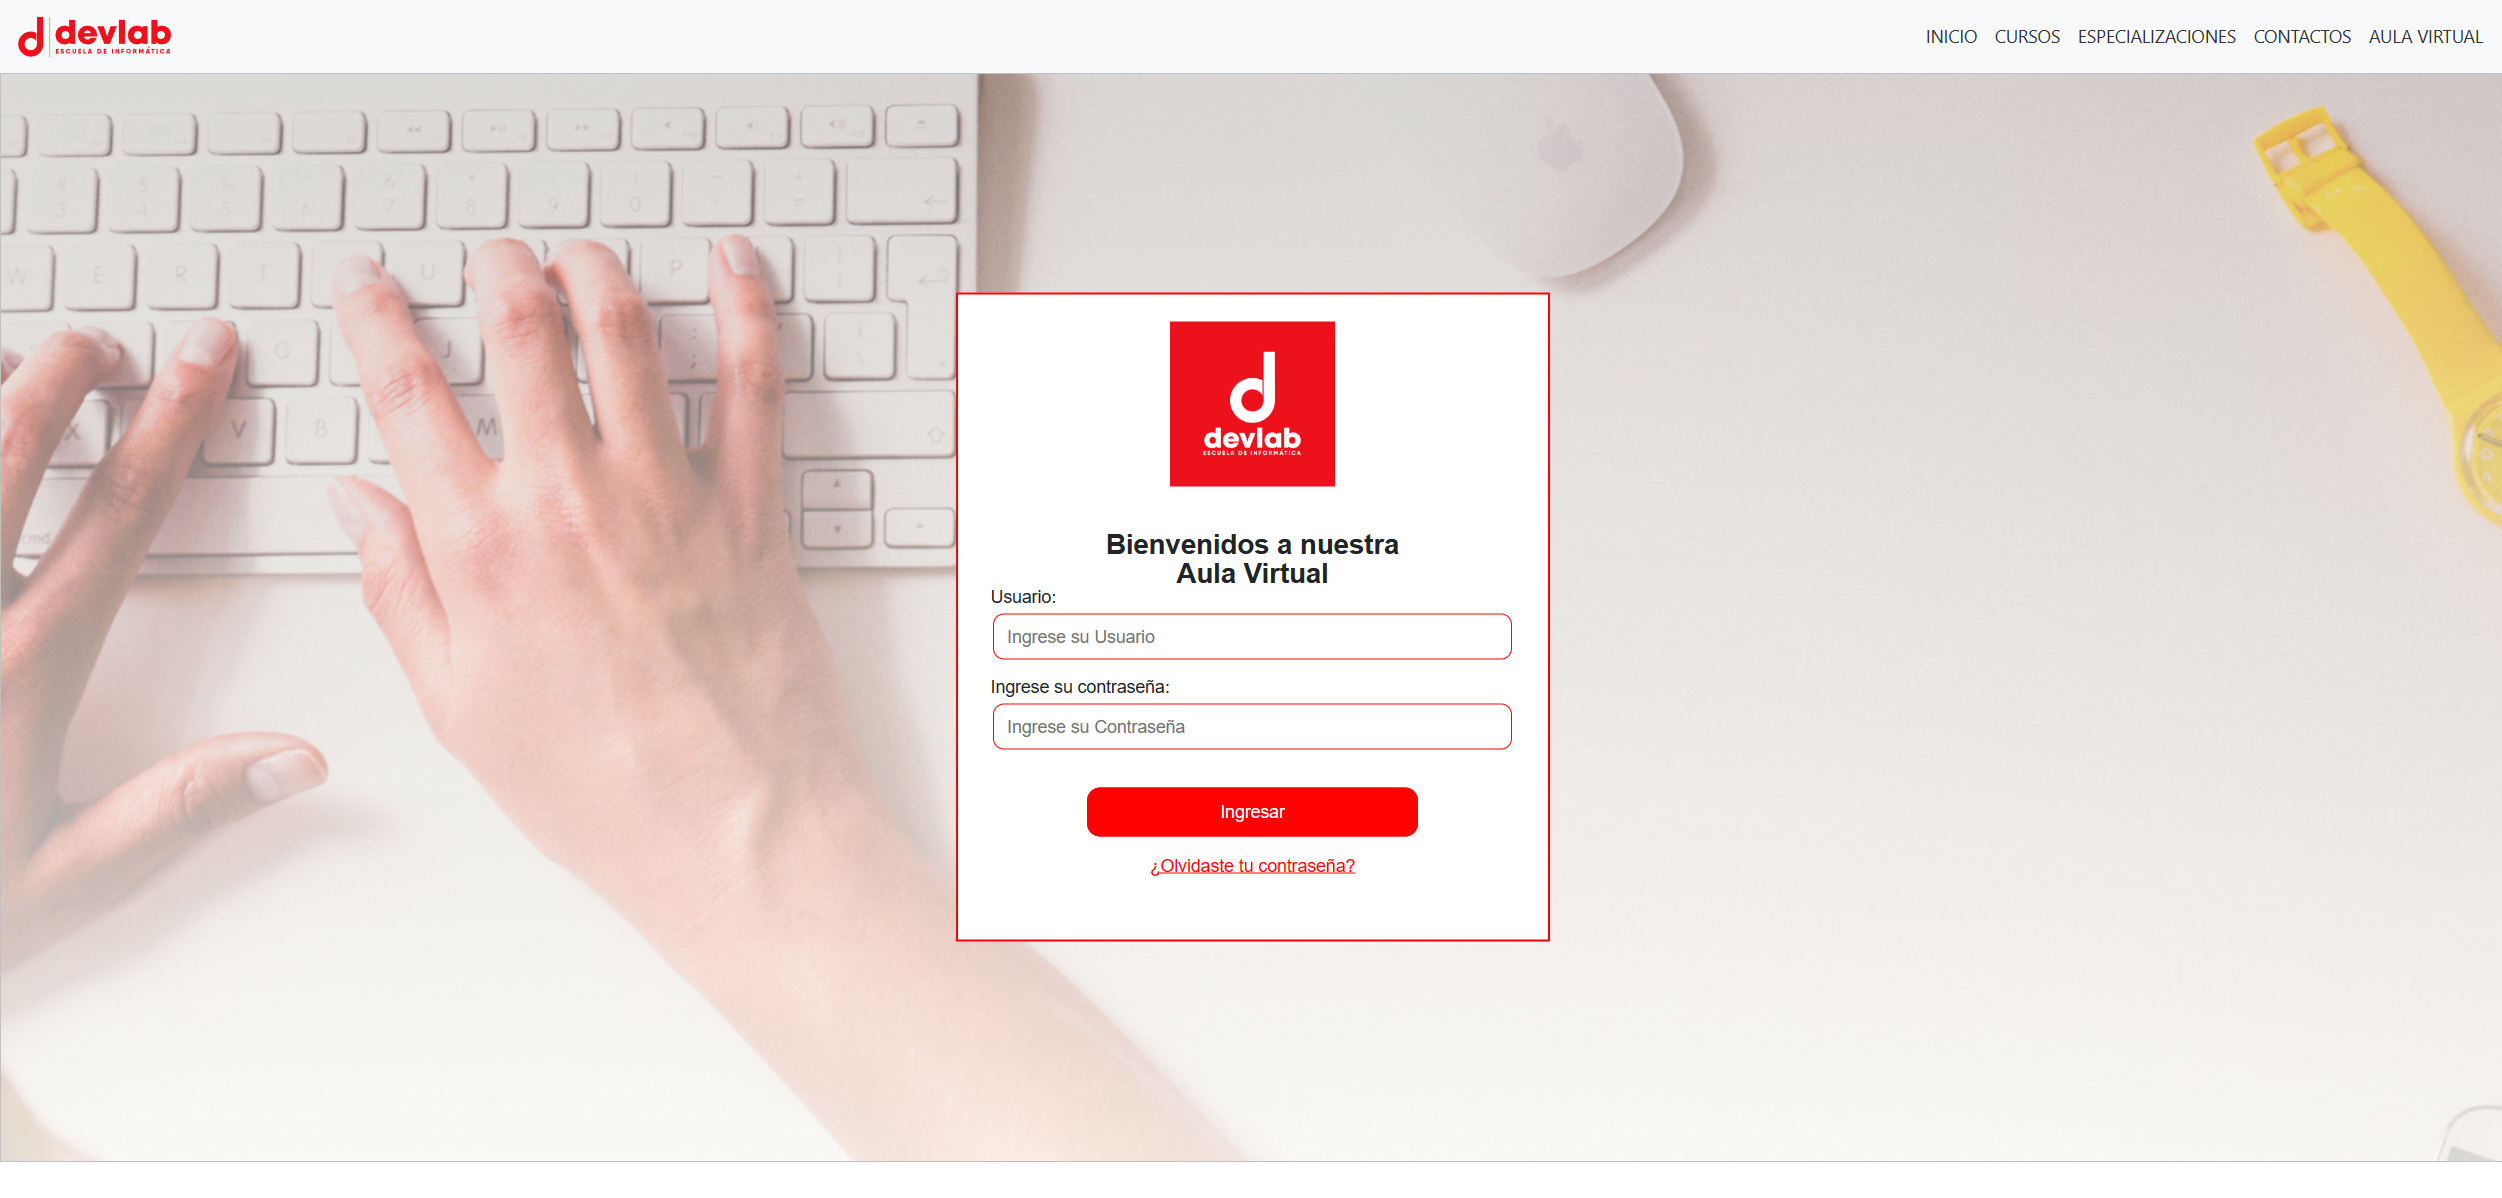 devlab
ESCUELA DE INFORMÁTICA
INICIO CURSOS ESPECIALIZACIONES CONTACTOS AULA VIRTUAL
devlab
ESCUELA DE INFORMÁTICA
Bienvenidos a nuestra
Aula Virtual
Usuario:
Ingrese su Usuario
Ingrese su contraseña:
Ingrese su Contraseña
Ingresar
¿Olvidaste tu contraseña?